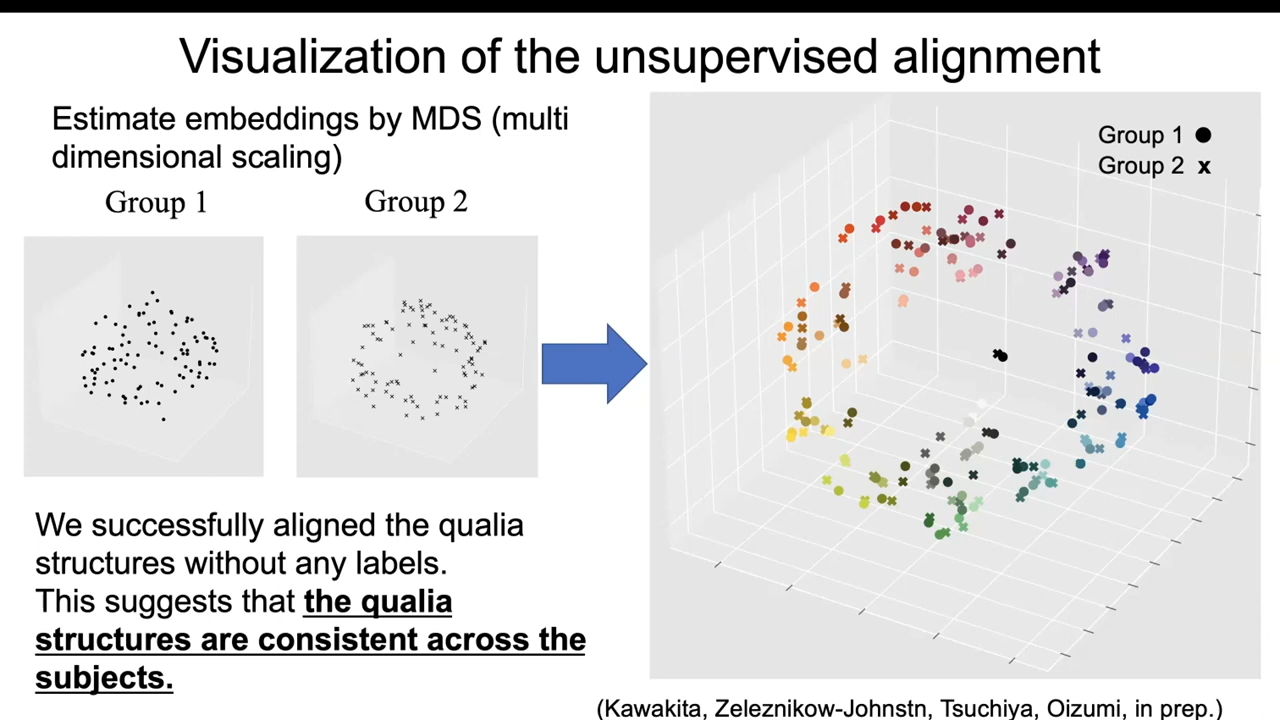 Visualization of the unsupervised alignment
Estimate embeddings by MDS (multi
dimensional scaling)
Group 1
Group 2
Group 1
Group 2 x
We successfully aligned the qualia
structures without any labels.
This suggests that the qualia
structures are consistent across the
subjects.
(Kawakita, Zeleznikow-Johnstn, Tsuchiya, Oizumi, in prep.)